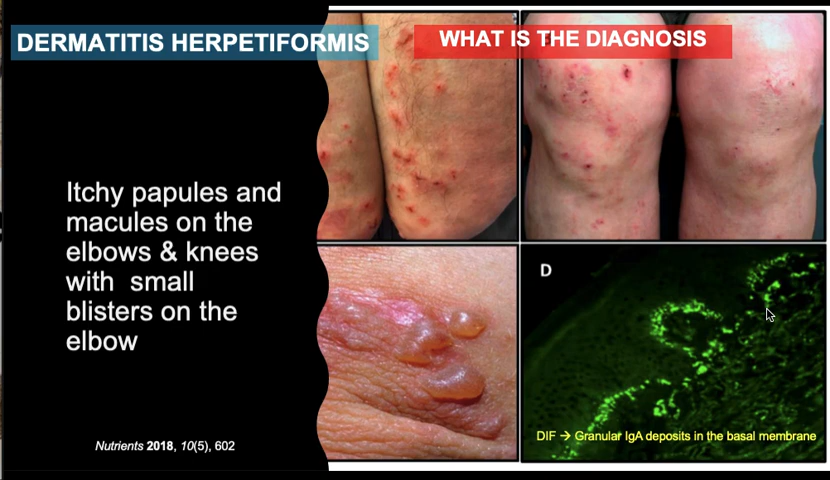 DERMATITIS HERPETIFORMIS
WHAT IS THE DIAGNOSIS
Itchy papules and
macules on the
elbows & knees
with small
blisters on the
elbow
D
DIF → Granular IgA deposits in the basal membrane
Nutrients 2018, 10(5), 602